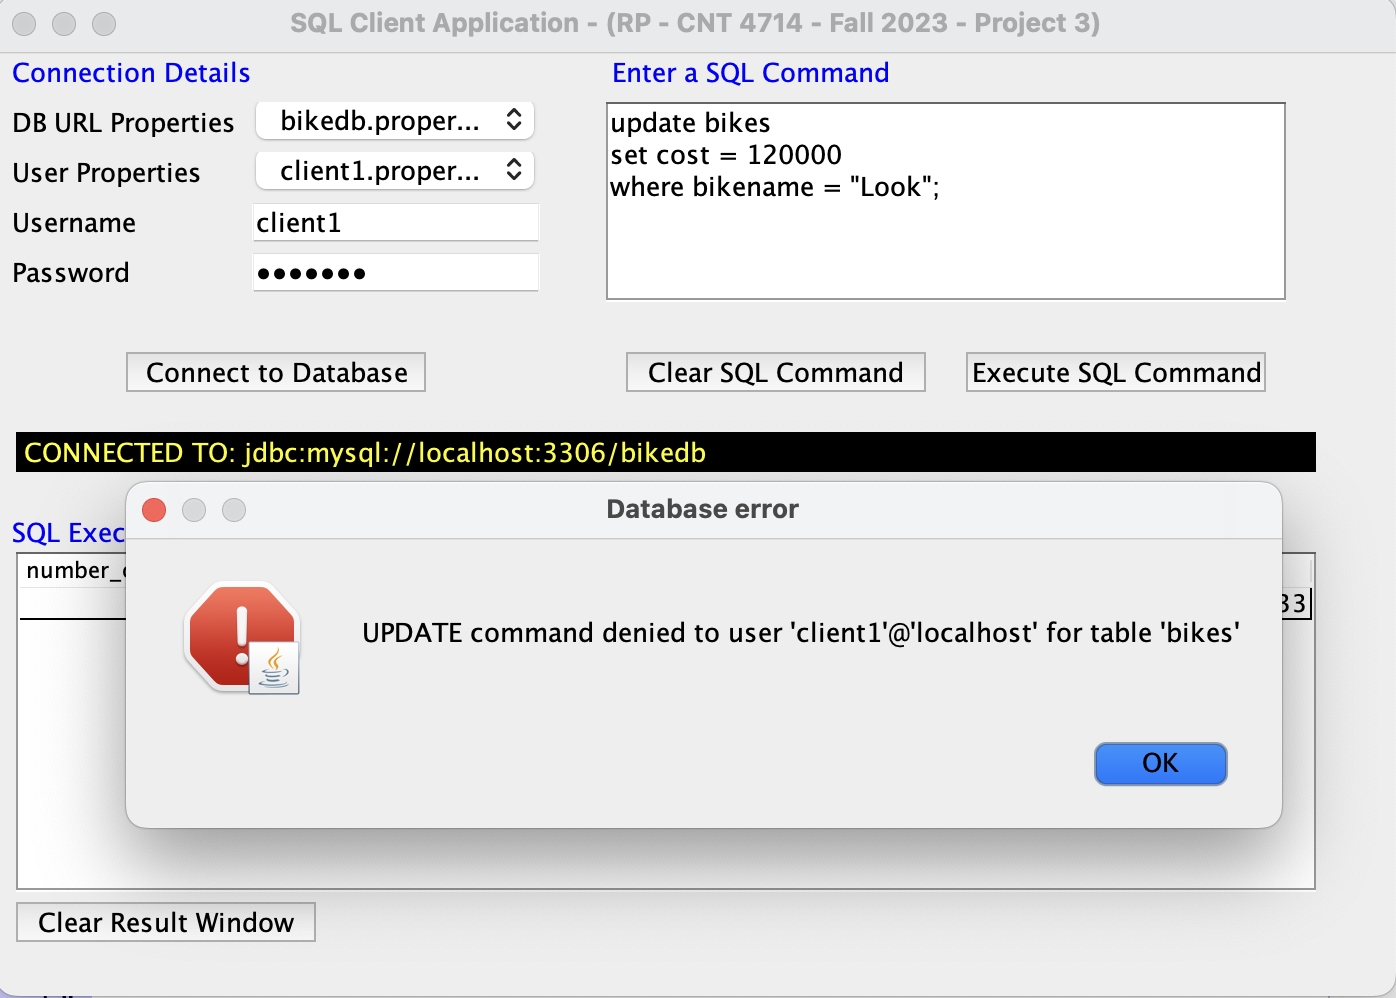 SQL Client Application - (RP - CNT 4714 - Fall 2023 - Project 3)
Connection Details
Enter a SQL Command
DB URL Properties
bikedb.proper...
User Properties
client1.proper...
Username
client1
Password
•••••••
update bikes
set cost = 120000
where bikename = "Look";
Connect to Database
Clear SQL Command
Execute SQL Command
CONNECTED TO: jdbc:mysql://localhost:3306/bikedb
Database error
SQL Exec
number_
33
UPDATE command denied to user 'client1'@'localhost' for table 'bikes'
OK
Clear Result Window